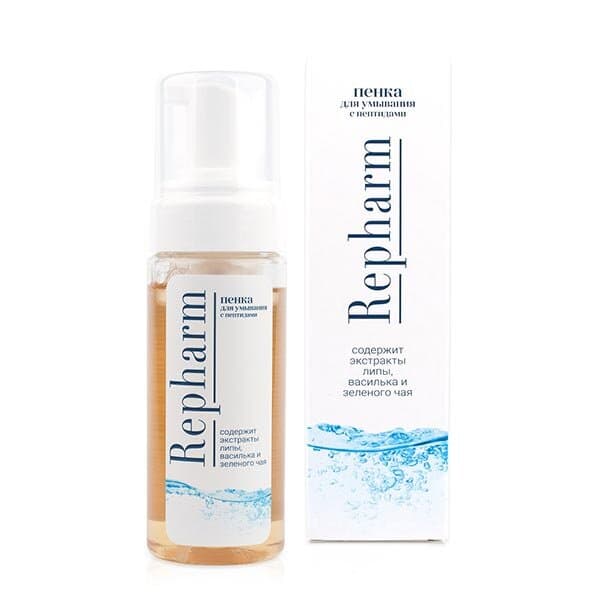 Repharm
пенка
для умывания
с пептидами
содержит
экстракты
липы,
василька и
зеленого чая
пенка
для умывания
с пептидами
Repharm
содержит
экстракты
липы,
василька и
зеленого чая